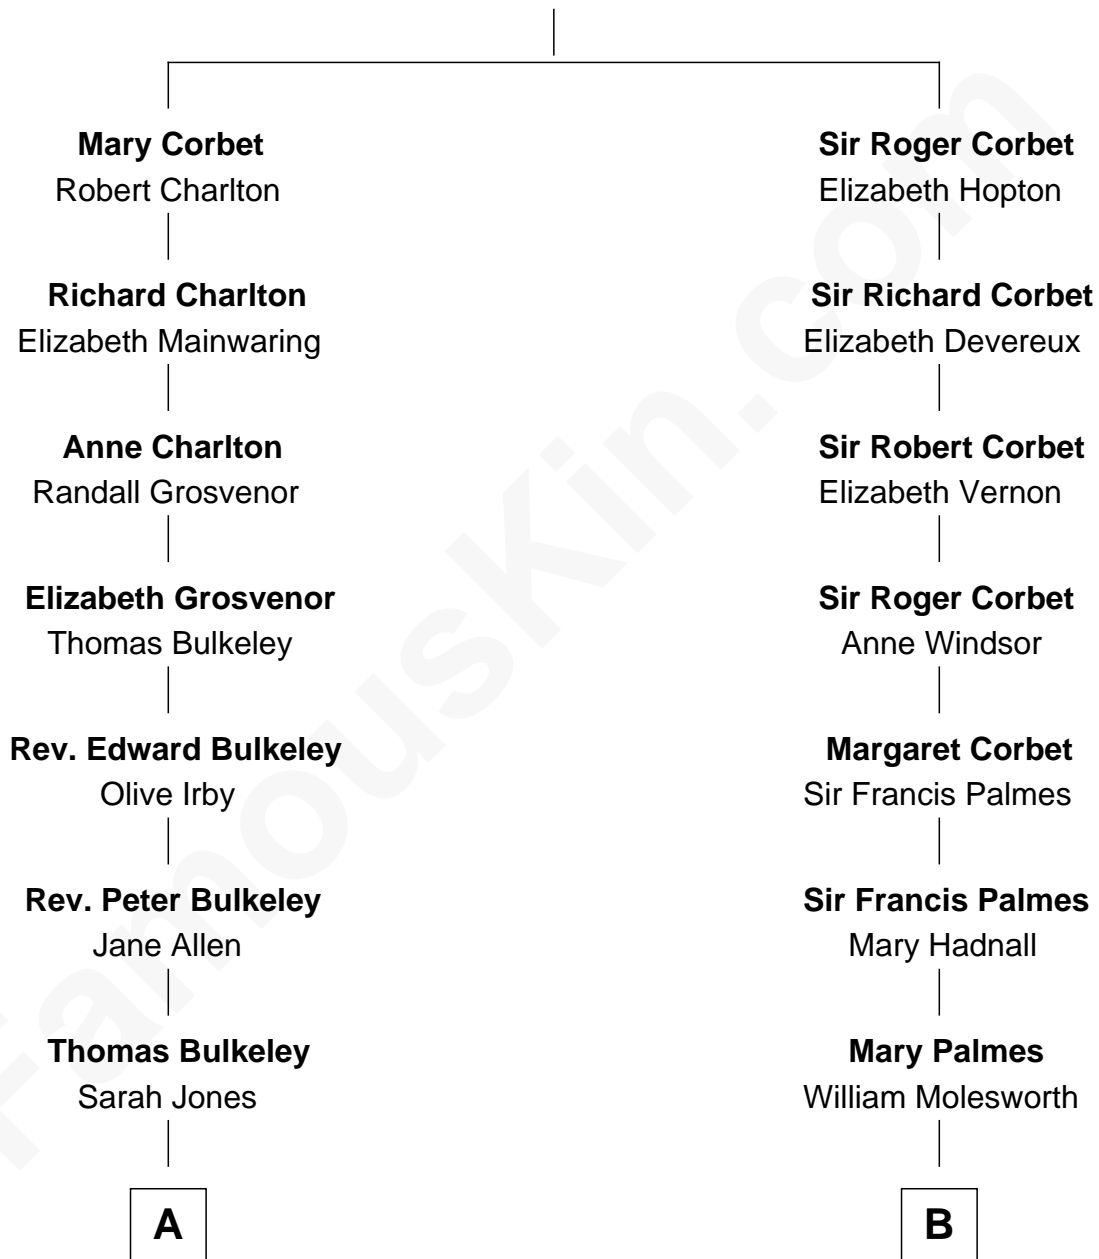 Mary Corbet
Robert Charlton
Sir Roger Corbet
Elizabeth Hopton
Richard Charlton
Elizabeth Mainwaring
Sir Richard Corbet
Elizabeth Devereux
Anne Charlton
Randall Grosvenor
Sir Robert Corbet
Elizabeth Vernon
Elizabeth Grosvenor
Thomas Bulkeley
Sir Roger Corbet
Anne Windsor
Rev. Edward Bulkeley
Olive Irby
Margaret Corbet
Sir Francis Palmes
Rev. Peter Bulkeley
Jane Allen
Sir Francis Palmes
Mary Hadnall
Thomas Bulkeley
Sarah Jones
Mary Palmes
William Molesworth
A
B
FamousKin.com